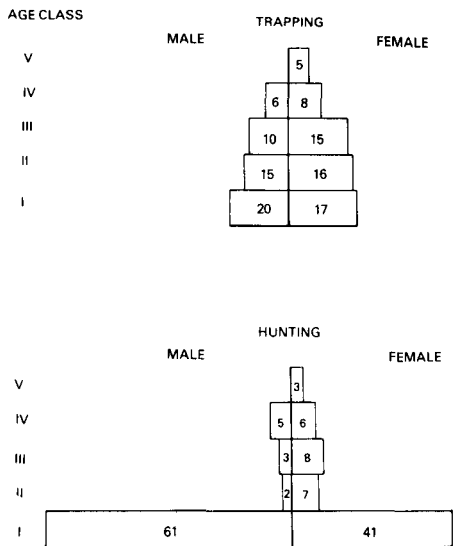 AGE CLASS
TRAPPING
MALE
FEMALE
V
5
IV
6 8
III
10 15
II
15 16
I
20 17
HUNTING
MALE
FEMALE
V
3
IV
5 6
III
3 8
II
2 7
I
61 41